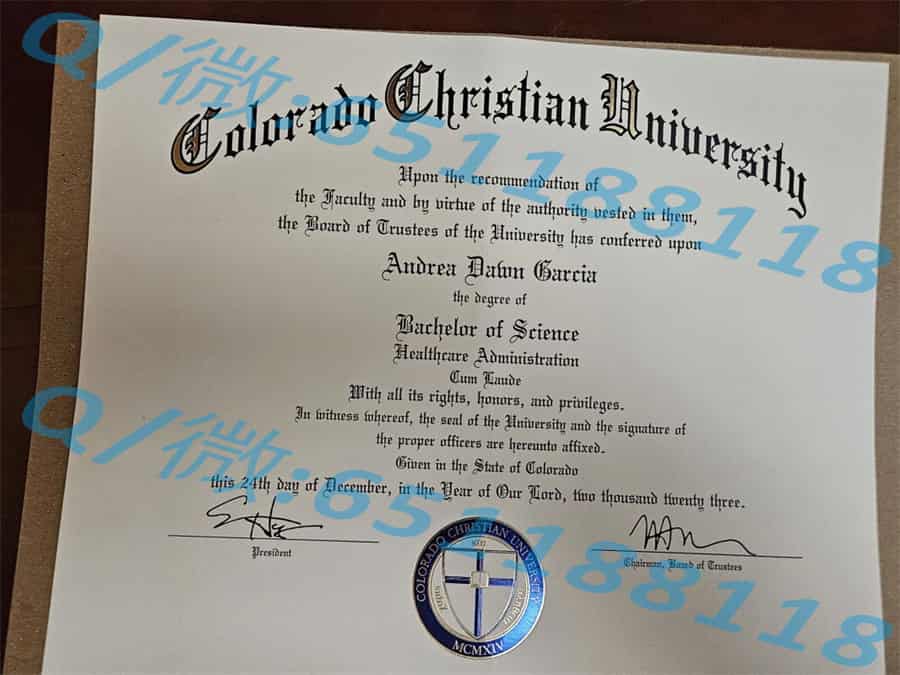 Q/微:651188118
Colorado Christian University
Upon the recommendation of
the Faculty and by virtue of the authority vested in them,
the Board of Trustees of the University has conferred upon
Andrea Dawn Garcia
the degree of
Bachelor of Science
Healthcare Administration
Cum Laude
With all its rights, honors, and privileges.
In witness whereof, the seal of the University and the signature of
the proper officers are hereunto affixed.
Given in the State of Colorado
this 24th day of December, in the Year of Our Lord, two thousand twenty three.
Q/微:651188118
President
Chairman, Board of Trustees
COLORADO CHRISTIAN UNIVERSITY
MCMXIV